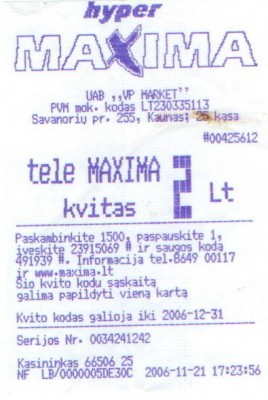 hyper
MAXIMA
UAB ,,VP MARKET''
PVM mok. kodas LT230335113
Savanorių pr. 255, Kaunas; 25 kasa
#00425612
tele MAXIMA 2 Lt
kvitas
Paskambinkite 1500, paspauskite 1,
iveskite 23915069 # ir saugos koda
491939 #. Informacija tel.8649 00117
ir www.maxima.lt
Šio kvito kodu sąskaitą
galima papildyti vieną kartą
Kvito kodas galioja iki 2006-12-31
Serijos Nr. 0034241242
Kasininkas 66506 25
NF LB/0000005DE30C 2006-11-21 17:23:56